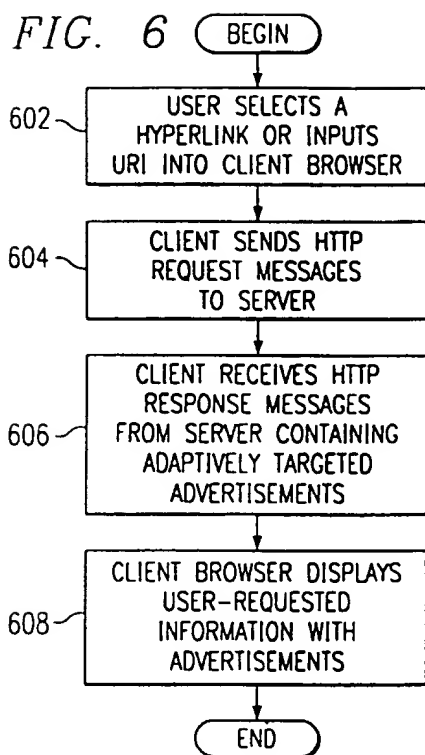 FIG. 6
BEGIN
602
USER SELECTS A
HYPERLINK OR INPUTS
URI INTO CLIENT BROWSER
604
CLIENT SENDS HTTP
REQUEST MESSAGES
TO SERVER
606
CLIENT RECEIVES HTTP
RESPONSE MESSAGES
FROM SERVER CONTAINING
ADAPTIVELY TARGETED
ADVERTISEMENTS
608
CLIENT BROWSER DISPLAYS
USER-REQUESTED
INFORMATION WITH
ADVERTISEMENTS
END